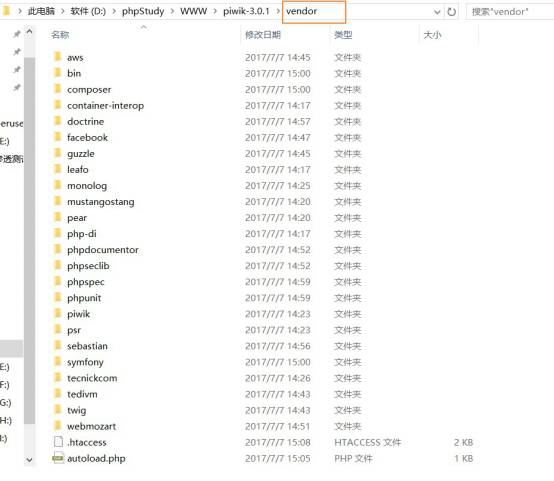 此电脑 > 软件 (D:) > phpStudy > WWW > piwik-3.0.1 > vendor
搜索"vendor"
名称 修改日期 类型 大小
aws 2017/7/7 14:45 文件夹
bin 2017/7/7 15:00 文件夹
composer 2017/7/7 15:00 文件夹
container-interop 2017/7/7 14:17 文件夹
doctrine 2017/7/7 14:57 文件夹
facebook 2017/7/7 14:47 文件夹
guzzle 2017/7/7 14:45 文件夹
leafo 2017/7/7 14:17 文件夹
monolog 2017/7/7 14:25 文件夹
mustangostang 2017/7/7 14:20 文件夹
pear 2017/7/7 14:20 文件夹
php-di 2017/7/7 14:17 文件夹
phpdocumentor 2017/7/7 14:52 文件夹
phpseclib 2017/7/7 14:52 文件夹
phpspec 2017/7/7 14:59 文件夹
phpunit 2017/7/7 14:59 文件夹
piwik 2017/7/7 14:23 文件夹
psr 2017/7/7 14:23 文件夹
sebastian 2017/7/7 14:56 文件夹
symfony 2017/7/7 15:00 文件夹
tecnickcom 2017/7/7 14:26 文件夹
tedivm 2017/7/7 14:43 文件夹
twig 2017/7/7 14:43 文件夹
webmozart 2017/7/7 14:51 文件夹
.htaccess 2017/7/7 15:08 HTACCESS 文件 2 KB
autoload.php 2017/7/7 15:05 PHP 文件 1 KB
eruse
E:)
透测
E:)
F:)
G:)
H:)
I:)